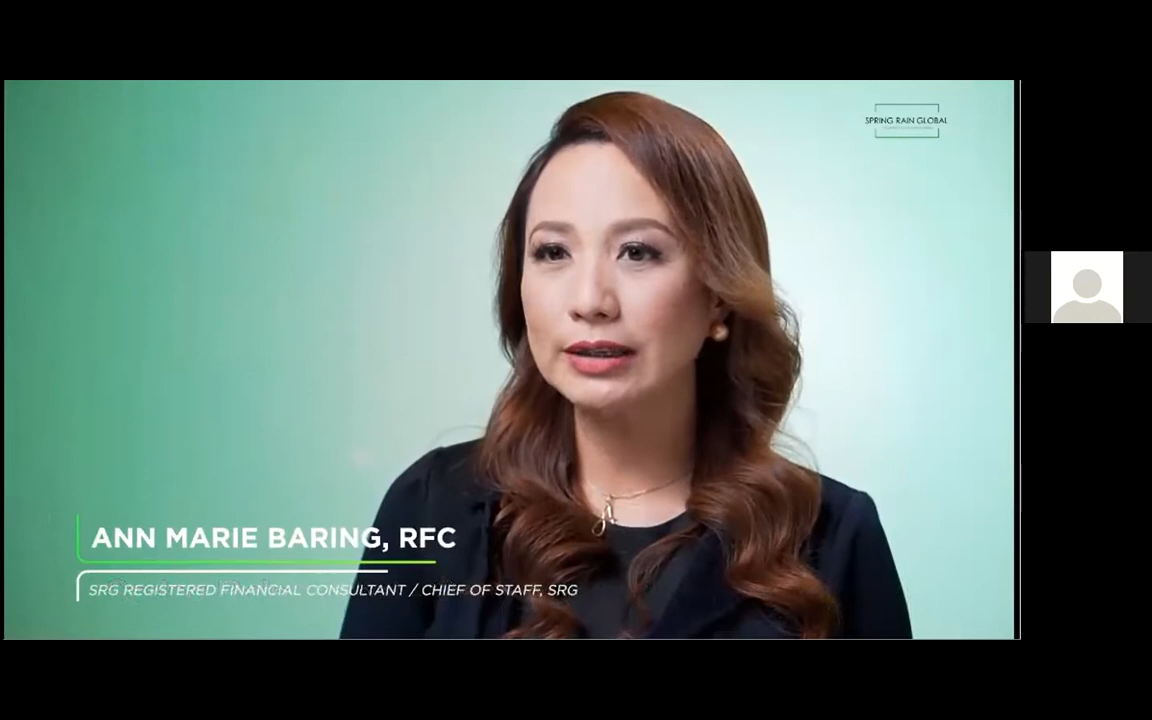 SPRING RAIN GLOBAL
ANN MARIE BARING, RFC
SRG REGISTERED FINANCIAL CONSULTANT / CHIEF OF STAFF, SRG